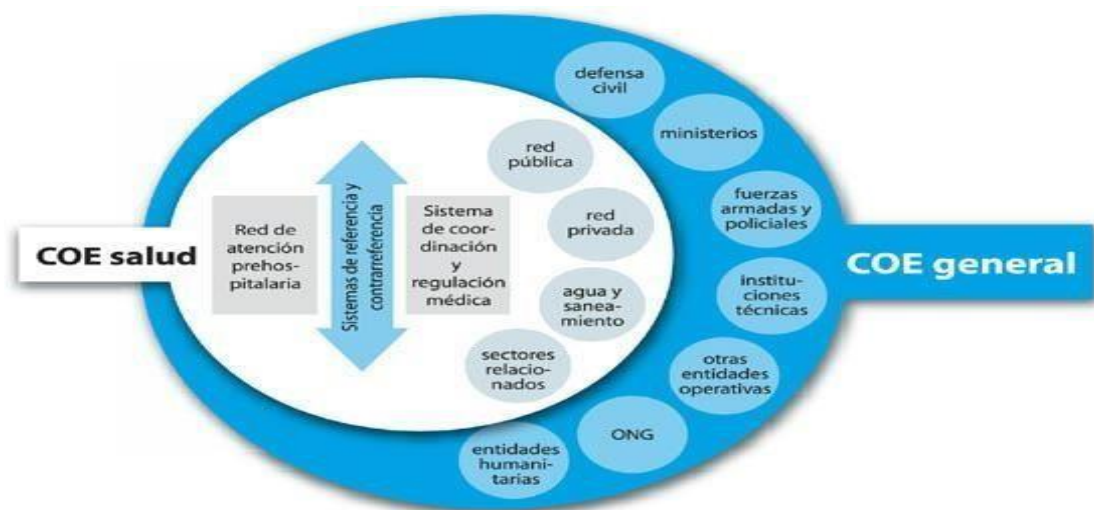 COE salud
Red de
atención
prehos-
pitalaria
Sistemas de referencia y
contrarreferencia
Sistema
de coor-
dinación
y
regulación
médica
red
pública
red
privada
agua y
sanea-
miento
sectores
relacio-
nados
defensa
civil
ministerios
fuerzas
armadas y
policiales
institu-
ciones
técnicas
otras
entidades
operativas
ONG
entidades
humani-
tarias
COE general